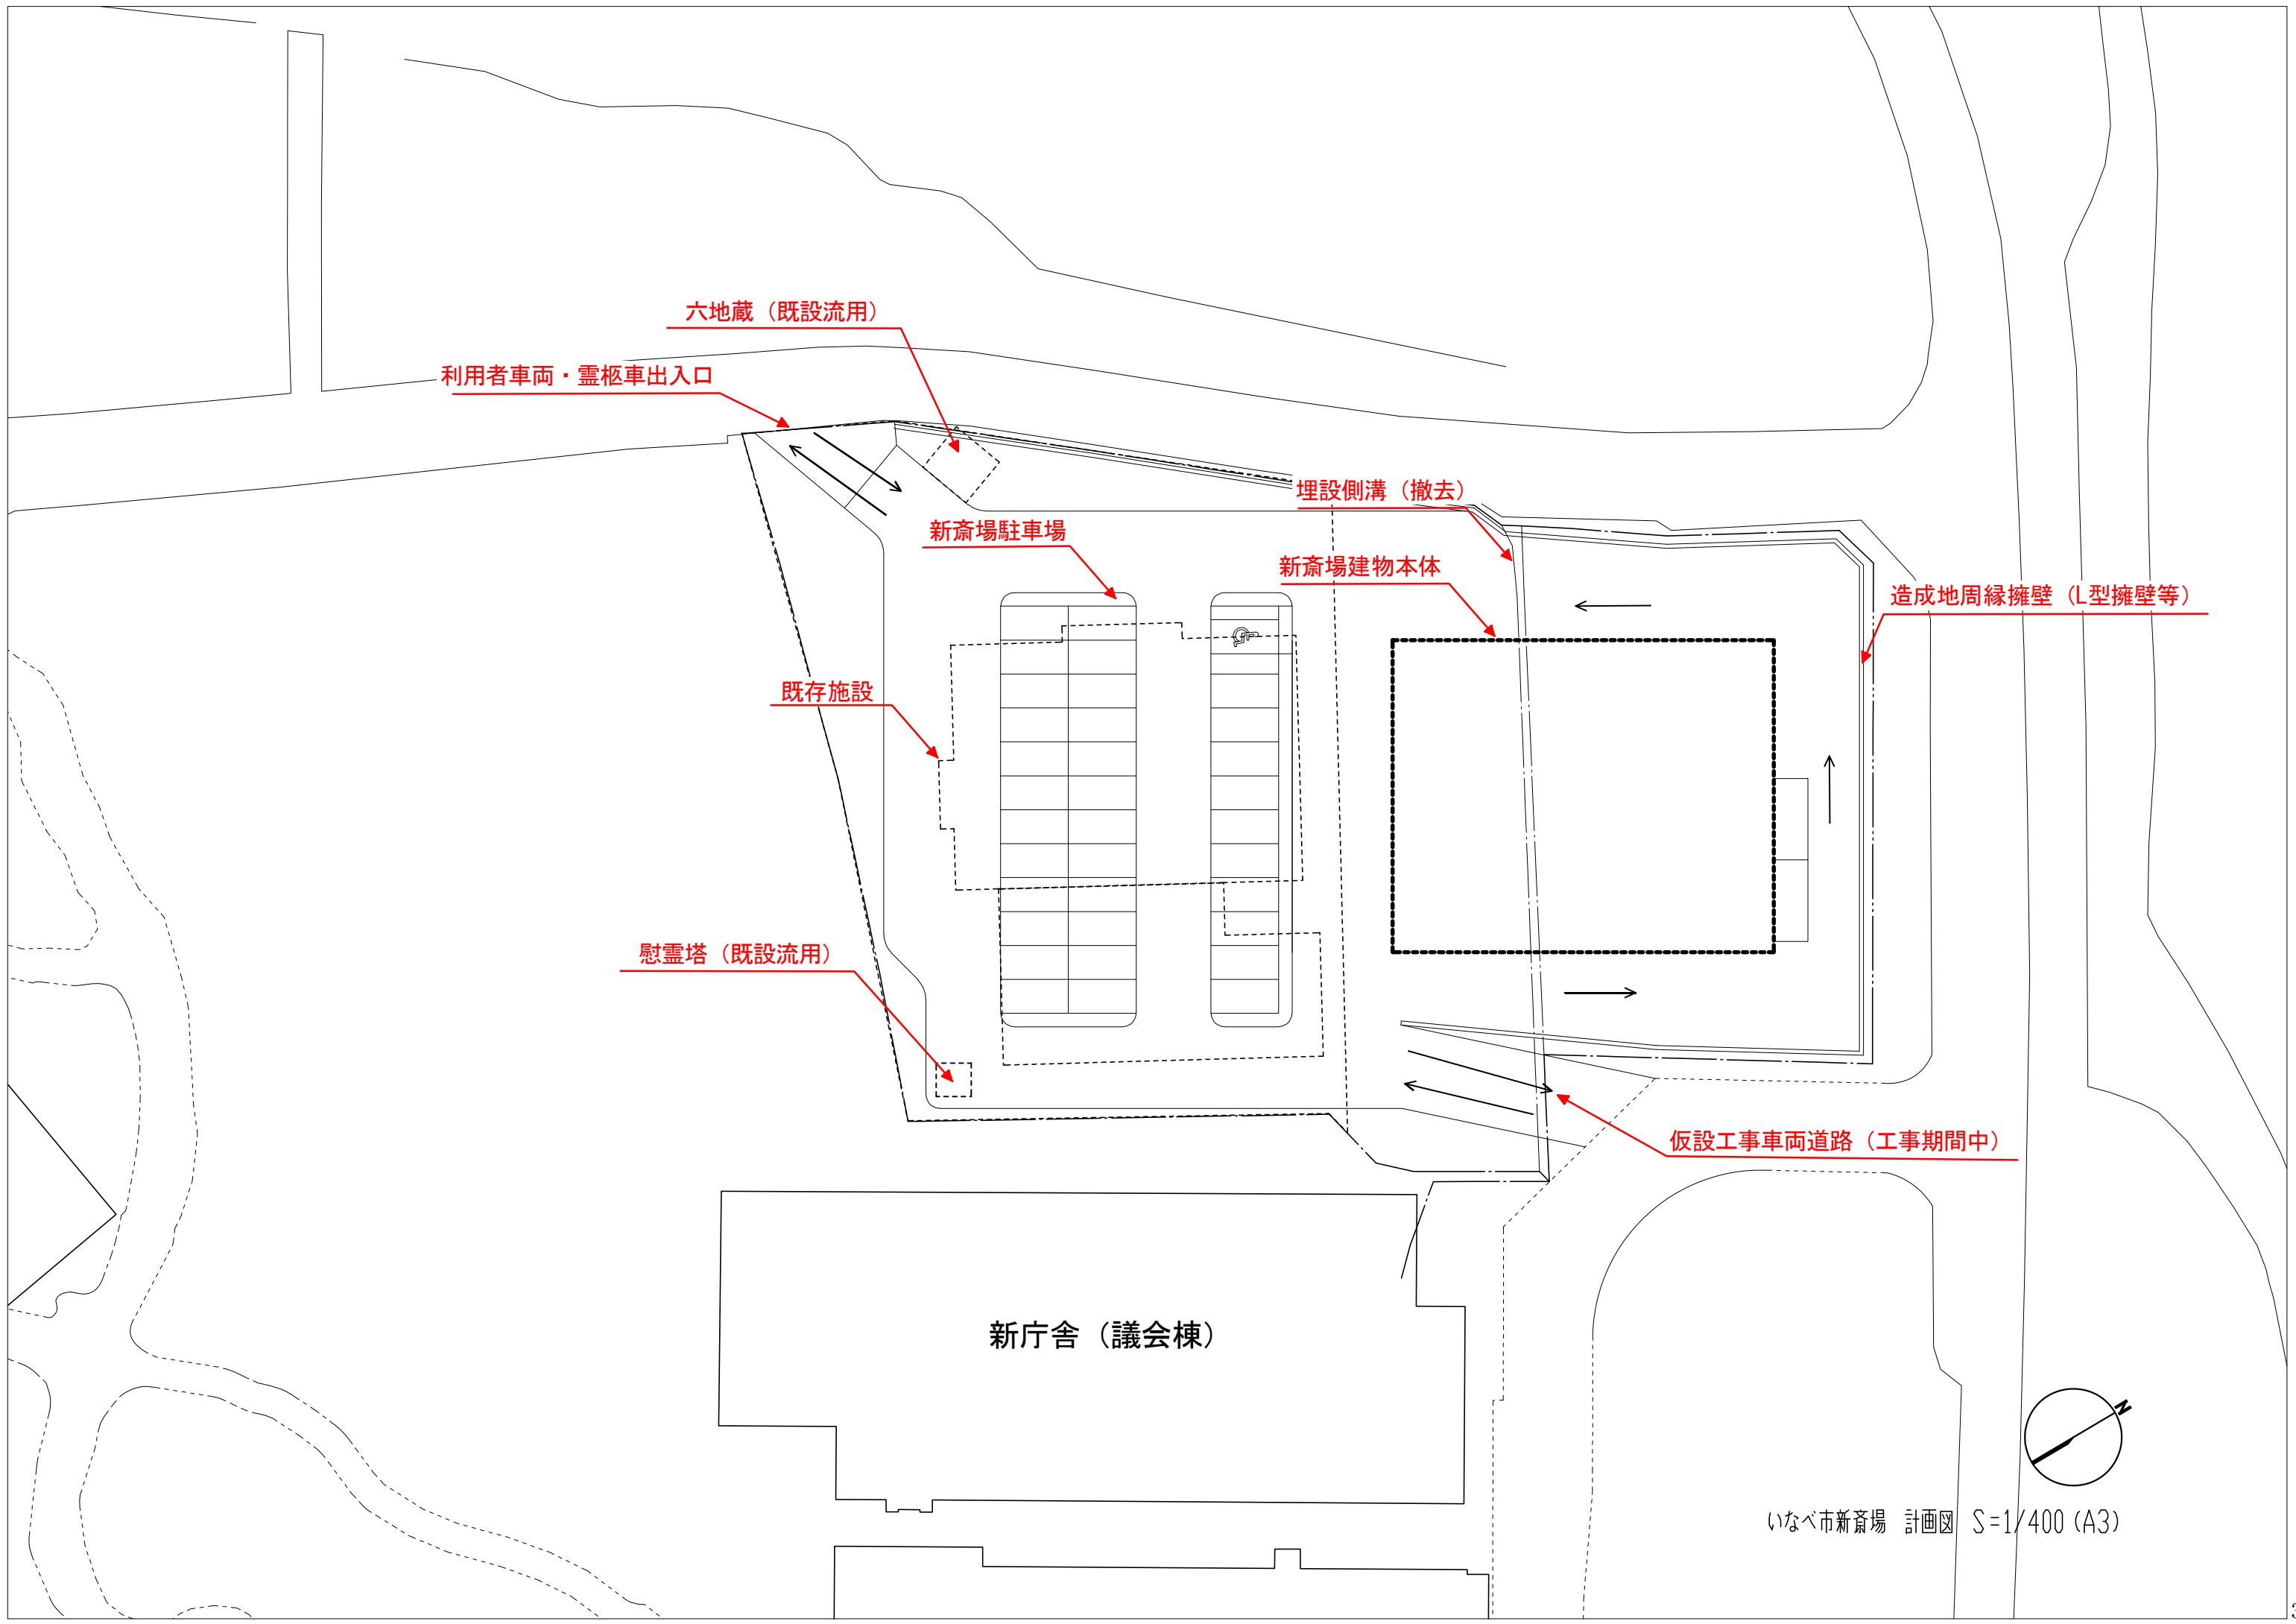 六地蔵（既設流用）
利用者車両・霊柩車出入口
埋設側溝（撤去）
新斎場駐車場
新斎場建物本体
造成地周縁擁壁（L型擁壁等）
既存施設
慰霊塔（既設流用）
仮設工事車両道路（工事期間中）
新庁舎（議会棟）
N
いなべ市新斎場　計画図　S=1/400(A3)